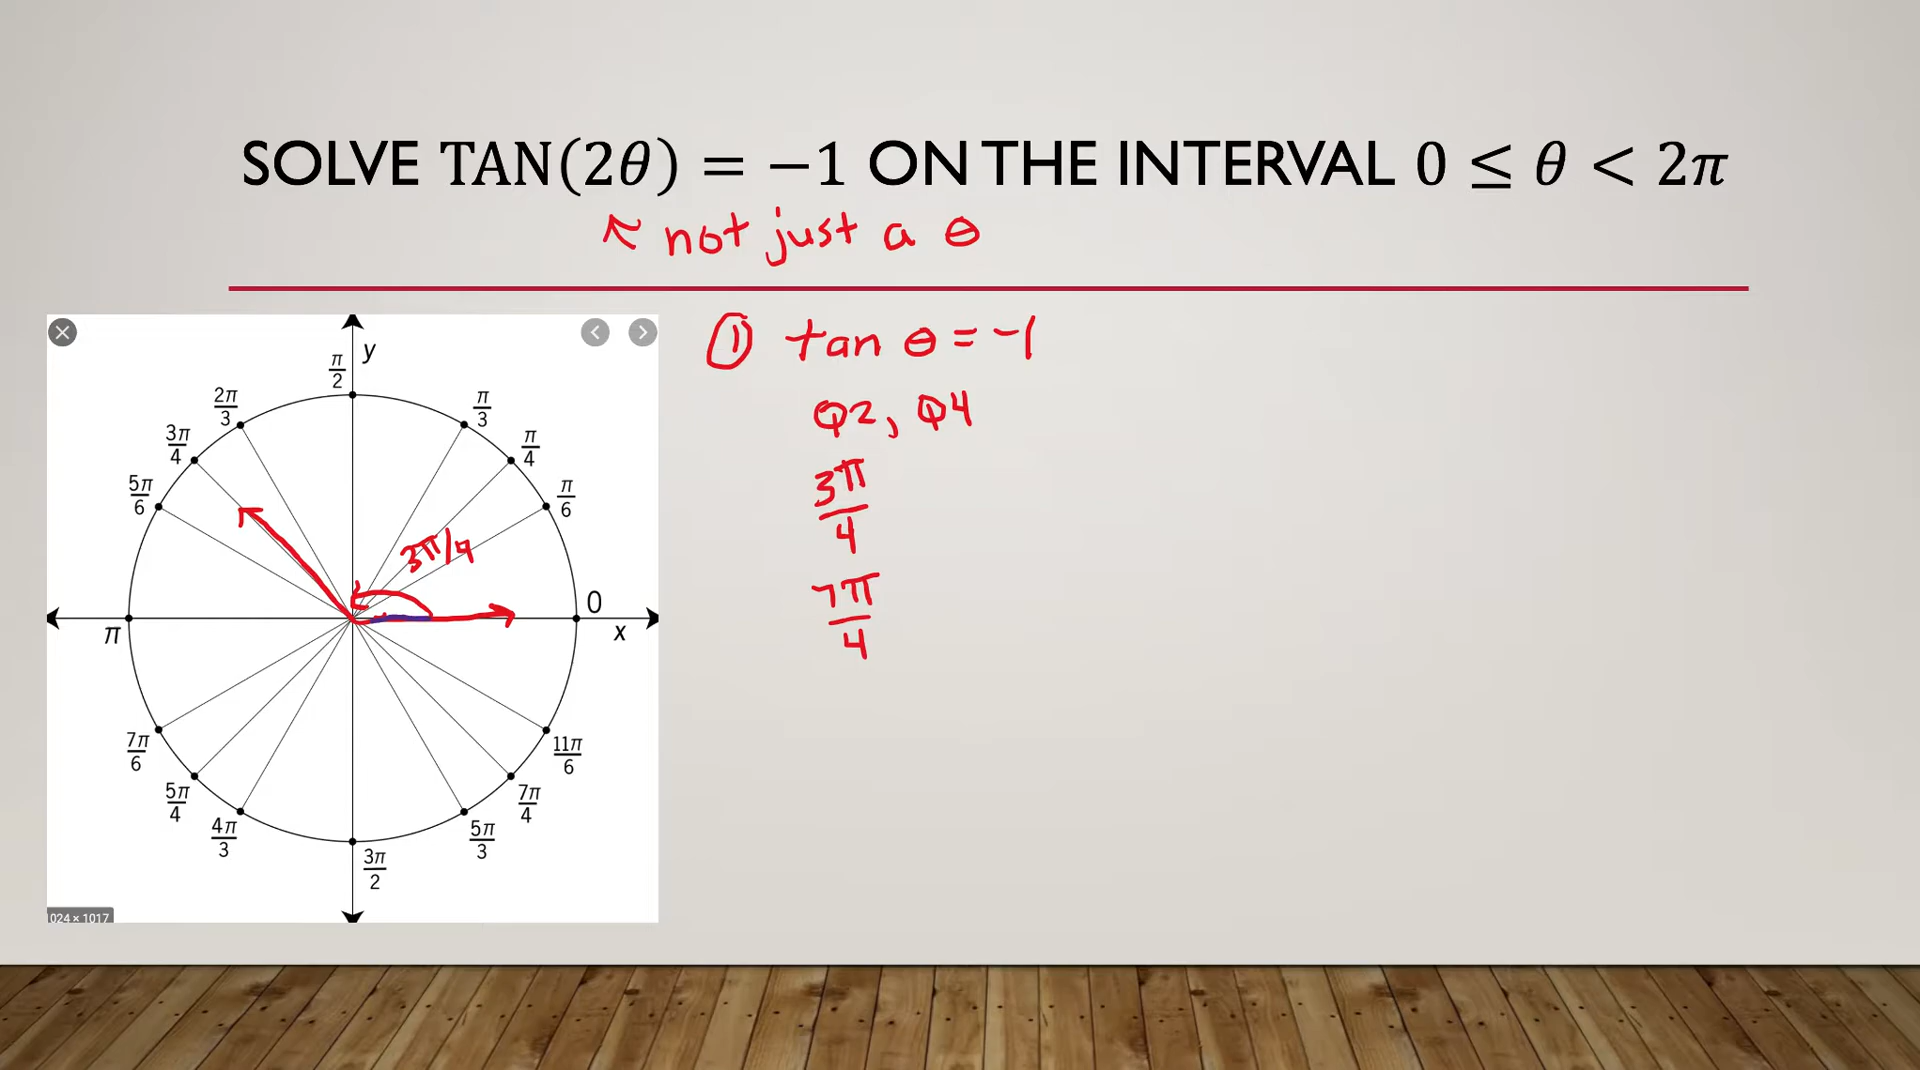 SOLVE TAN(2θ) = −1 ON THE INTERVAL 0 ≤ θ < 2π
not just a θ
① tan θ = -1
Q2, Q4
3π/4
7π/4
y
π/2
2π/3
π/3
3π/4
π/4
5π/6
π/6
3π/4
0
π
x
7π/6
11π/6
5π/4
7π/4
4π/3
5π/3
3π/2
024 × 1017